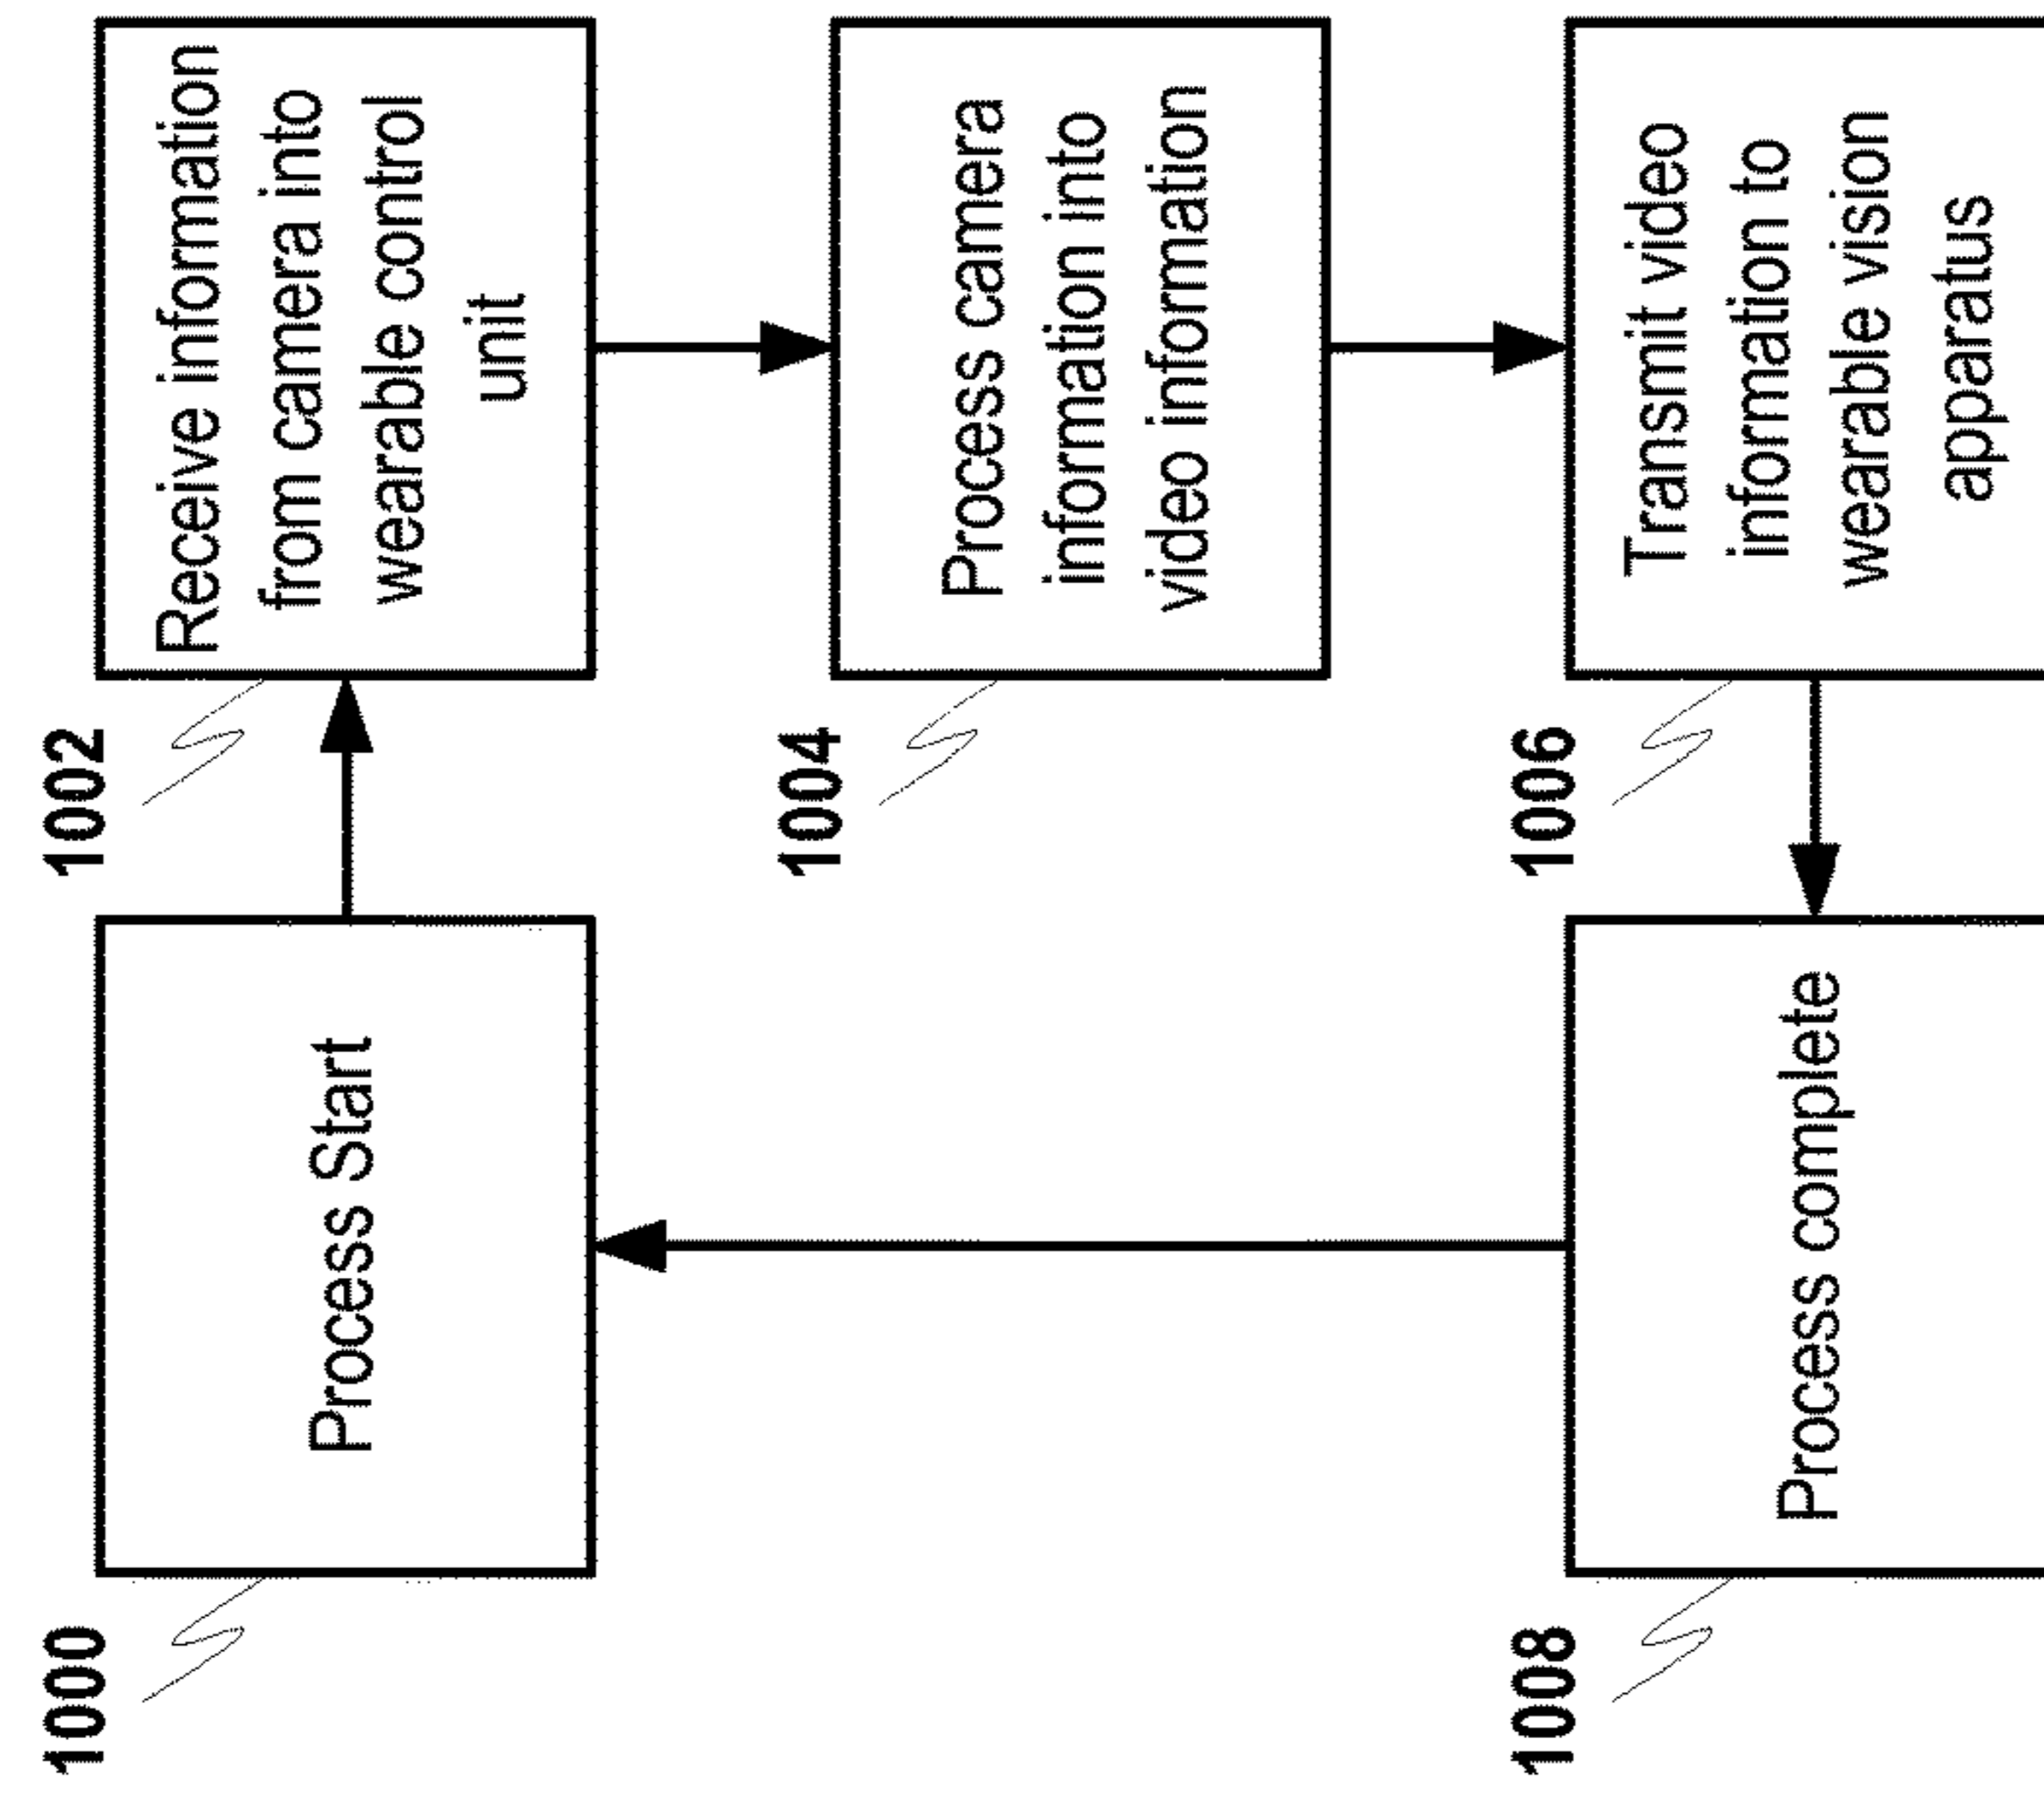 1000
Process Start
1002
Receive information
from camera into
wearable control
unit
1004
Process camera
information into
video information
1006
Transmit video
information to
wearable vision
apparatus
1008
Process complete